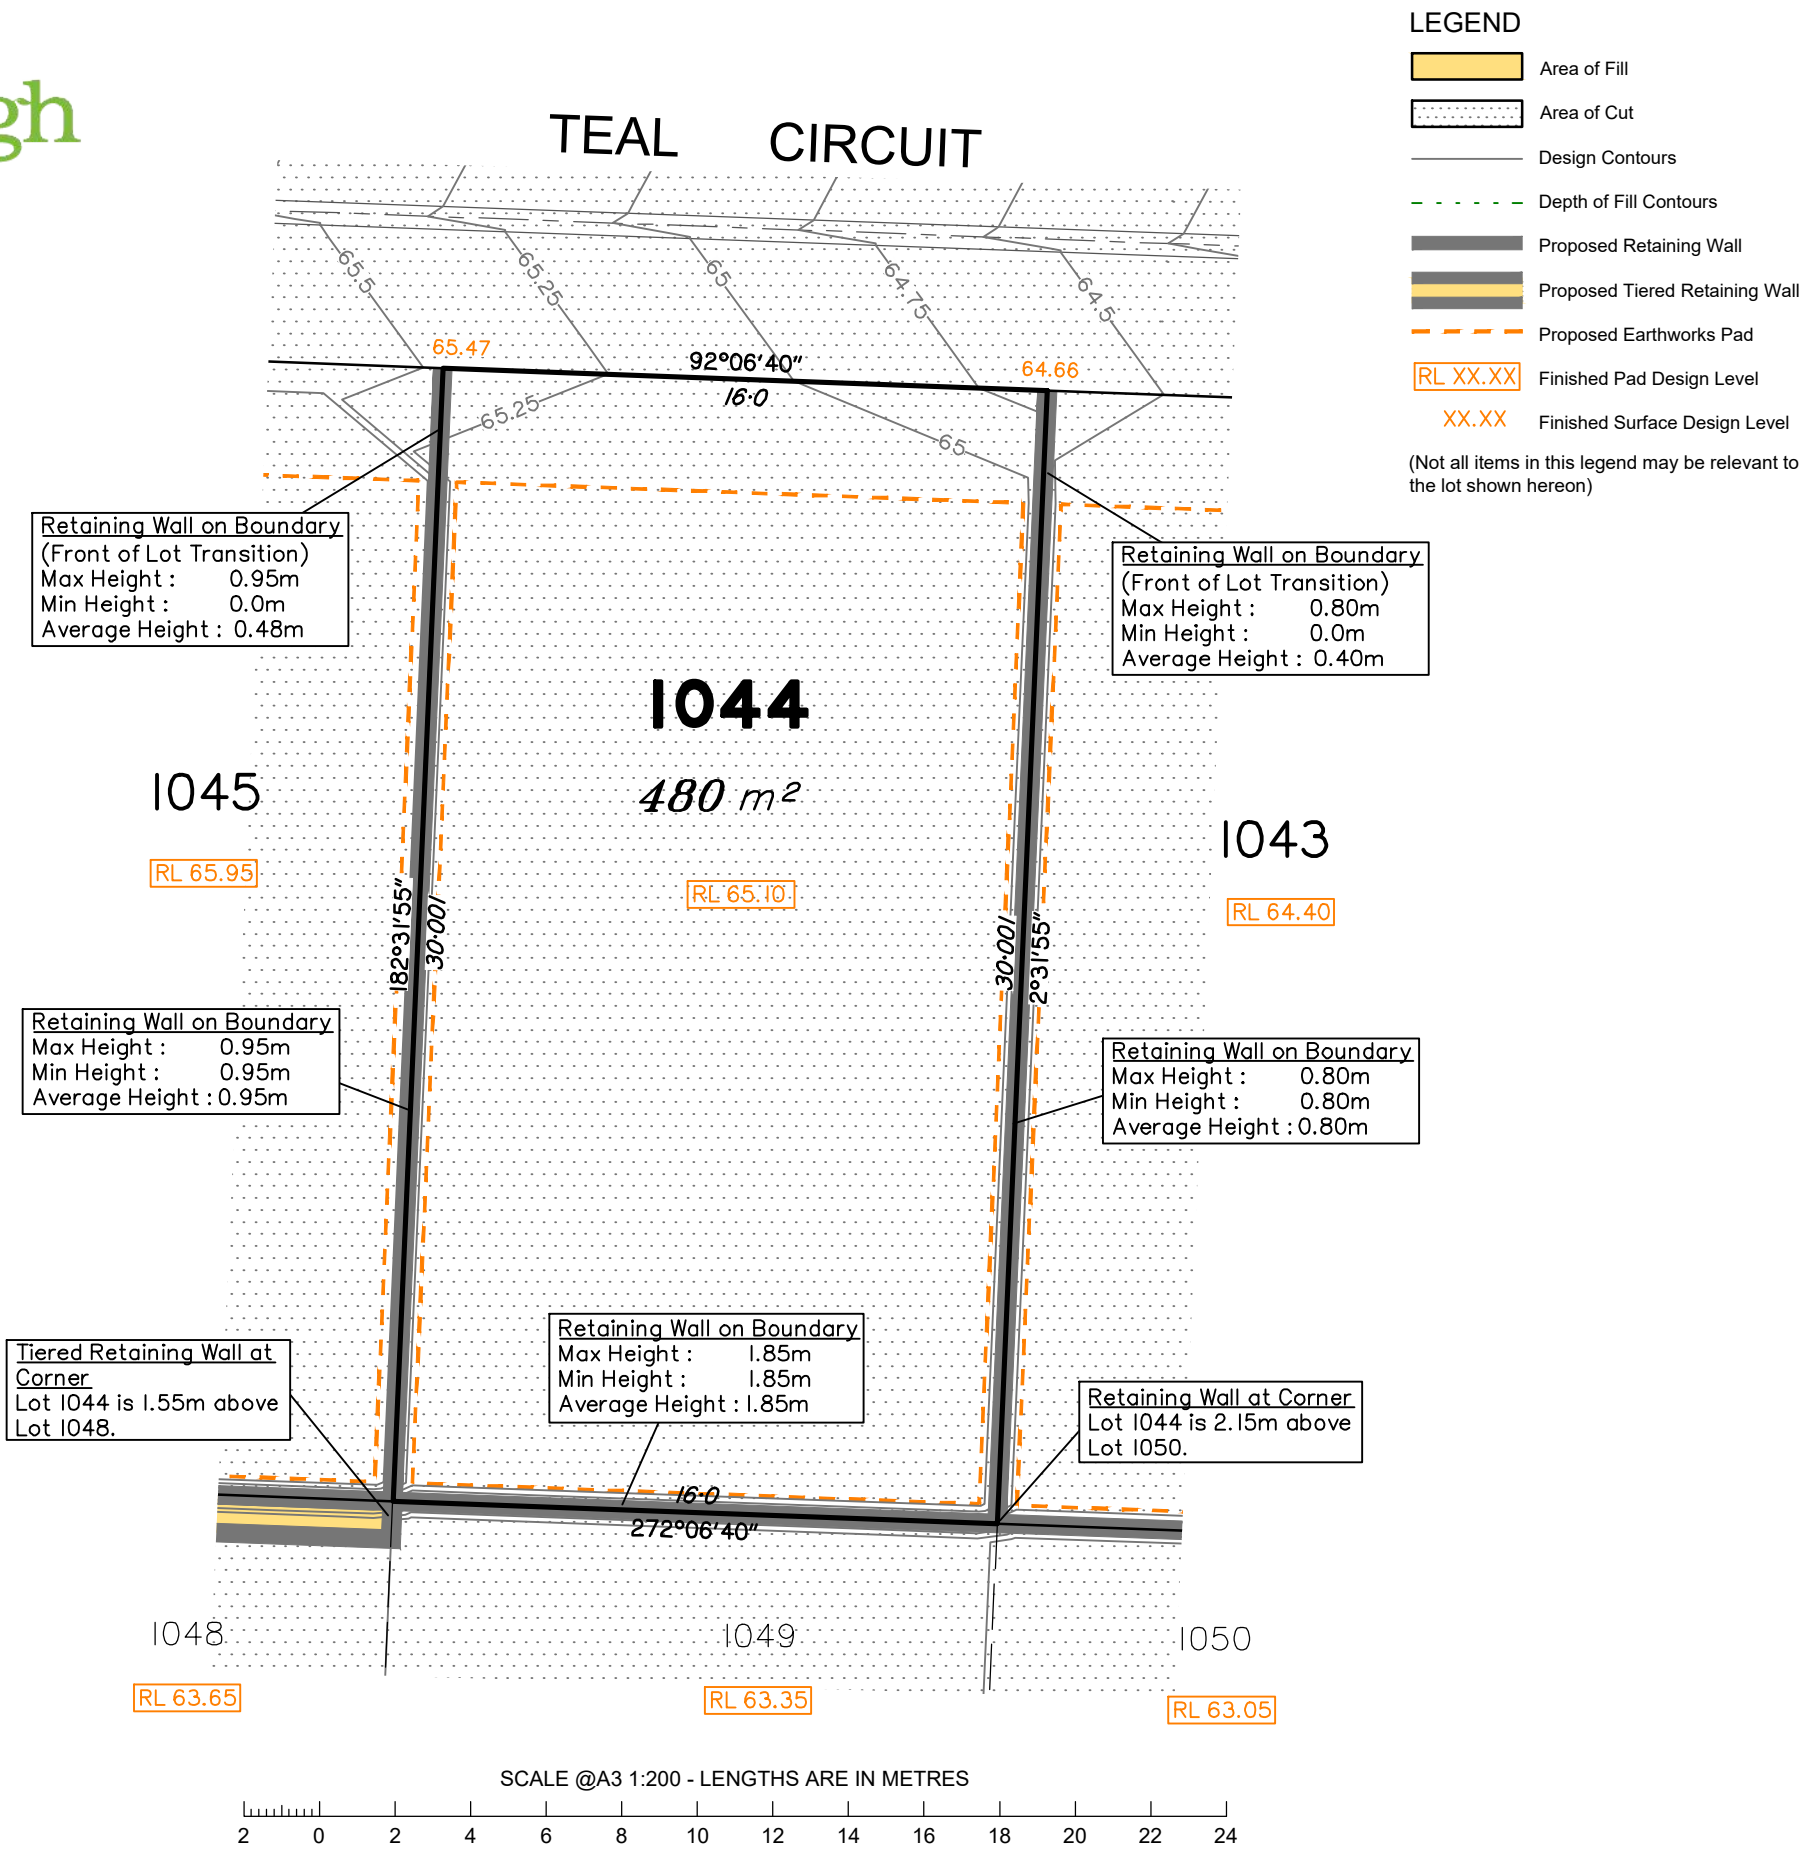 gh
TEAL CIRCUIT
LEGEND
Area of Fill
Area of Cut
Design Contours
Depth of Fill Contours
Proposed Retaining Wall
Proposed Tiered Retaining Wall
Proposed Earthworks Pad
RL XX.XX Finished Pad Design Level
XX.XX Finished Surface Design Level
(Not all items in this legend may be relevant to
the lot shown hereon)
65.5
65.25
65
64.75
64.5
65.47
92°06'40"
16·0
64.66
65.25
65
Retaining Wall on Boundary
(Front of Lot Transition)
Max Height : 0.95m
Min Height : 0.0m
Average Height : 0.48m
Retaining Wall on Boundary
(Front of Lot Transition)
Max Height : 0.80m
Min Height : 0.0m
Average Height : 0.40m
1044
480 m²
1045
RL 65.95
RL 65.10
1043
RL 64.40
182°31'55"
30·001
30·001
2°31'55"
Retaining Wall on Boundary
Max Height : 0.95m
Min Height : 0.95m
Average Height : 0.95m
Retaining Wall on Boundary
Max Height : 0.80m
Min Height : 0.80m
Average Height : 0.80m
Tiered Retaining Wall at
Corner
Lot 1044 is 1.55m above
Lot 1048.
Retaining Wall on Boundary
Max Height : 1.85m
Min Height : 1.85m
Average Height : 1.85m
Retaining Wall at Corner
Lot 1044 is 2.15m above
Lot 1050.
16·0
272°06'40"
1048
1049
1050
RL 63.65
RL 63.35
RL 63.05
SCALE @A3 1:200 - LENGTHS ARE IN METRES
2 0 2 4 6 8 10 12 14 16 18 20 22 24